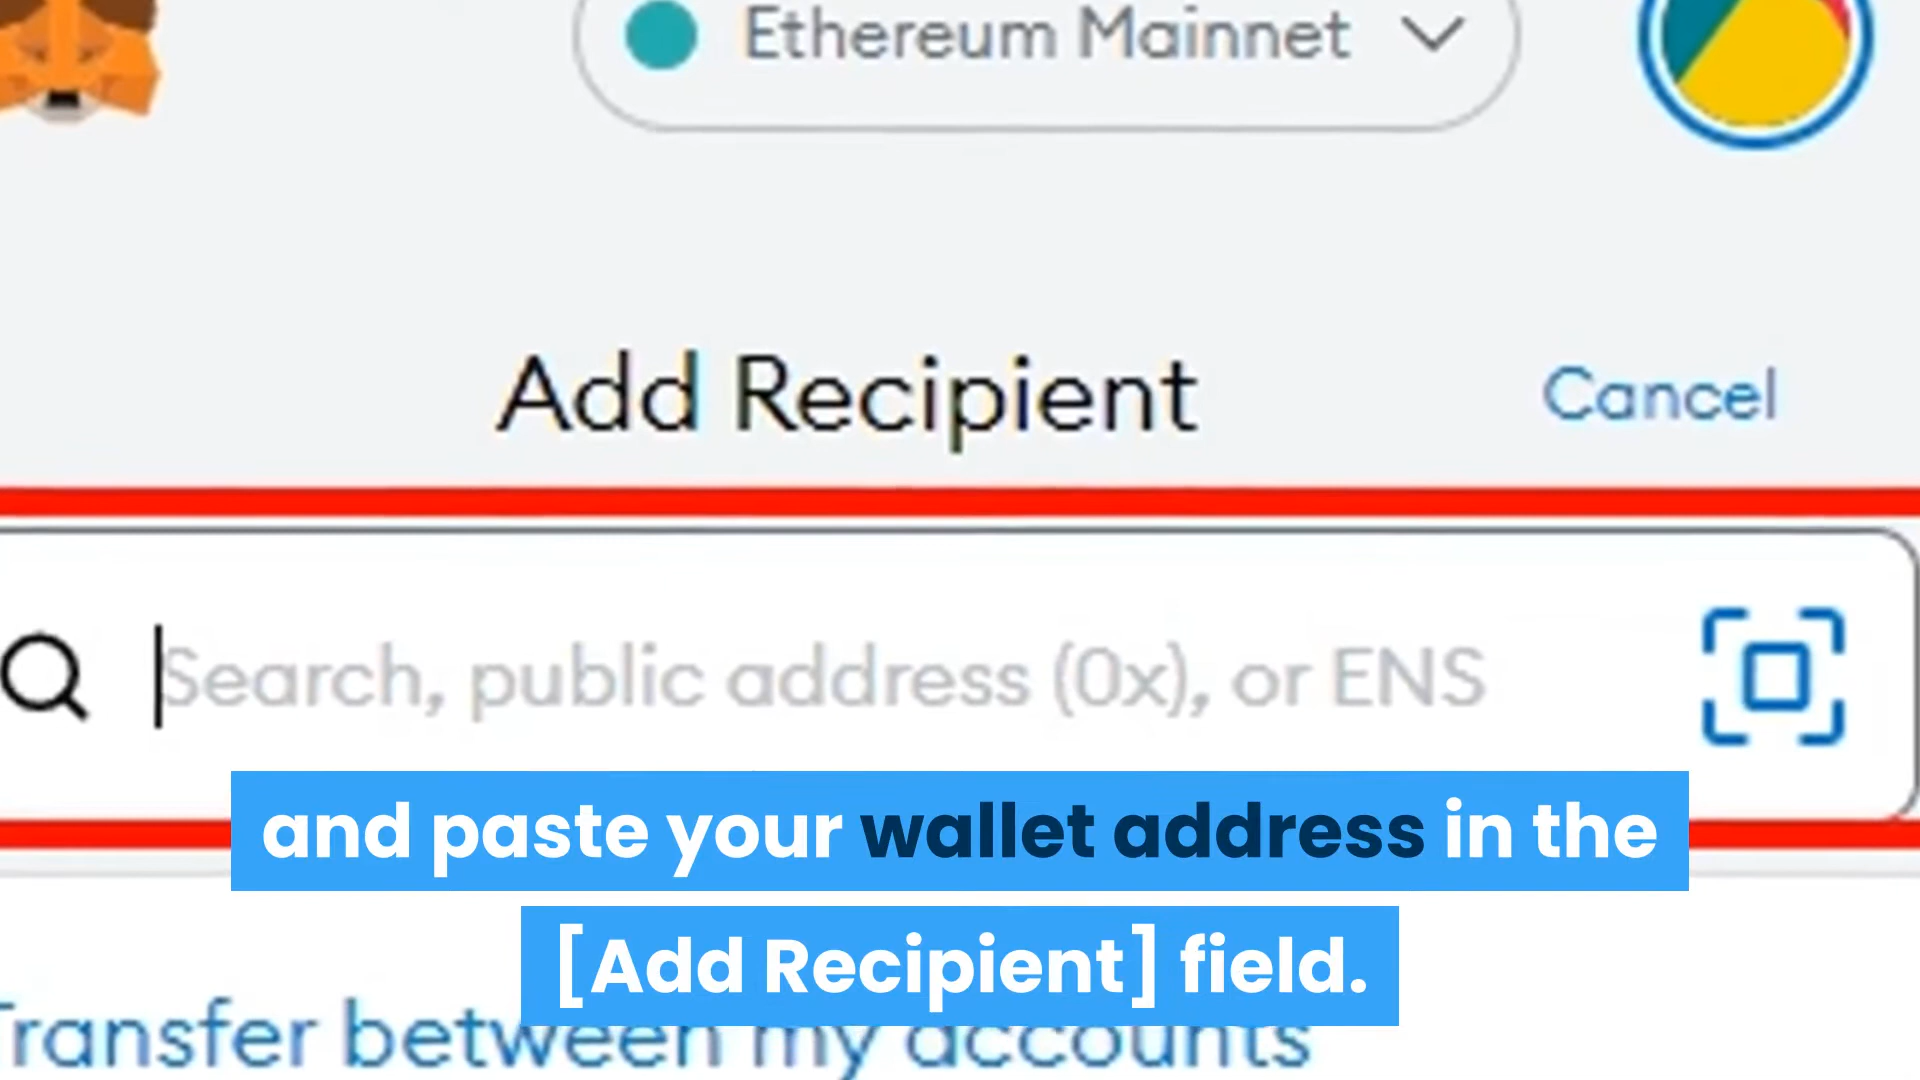 Ethereum Mainnet
Add Recipient
Cancel
Search, public address (0x), or ENS
and paste your wallet address in the
[Add Recipient] field.
Transfer between my accounts